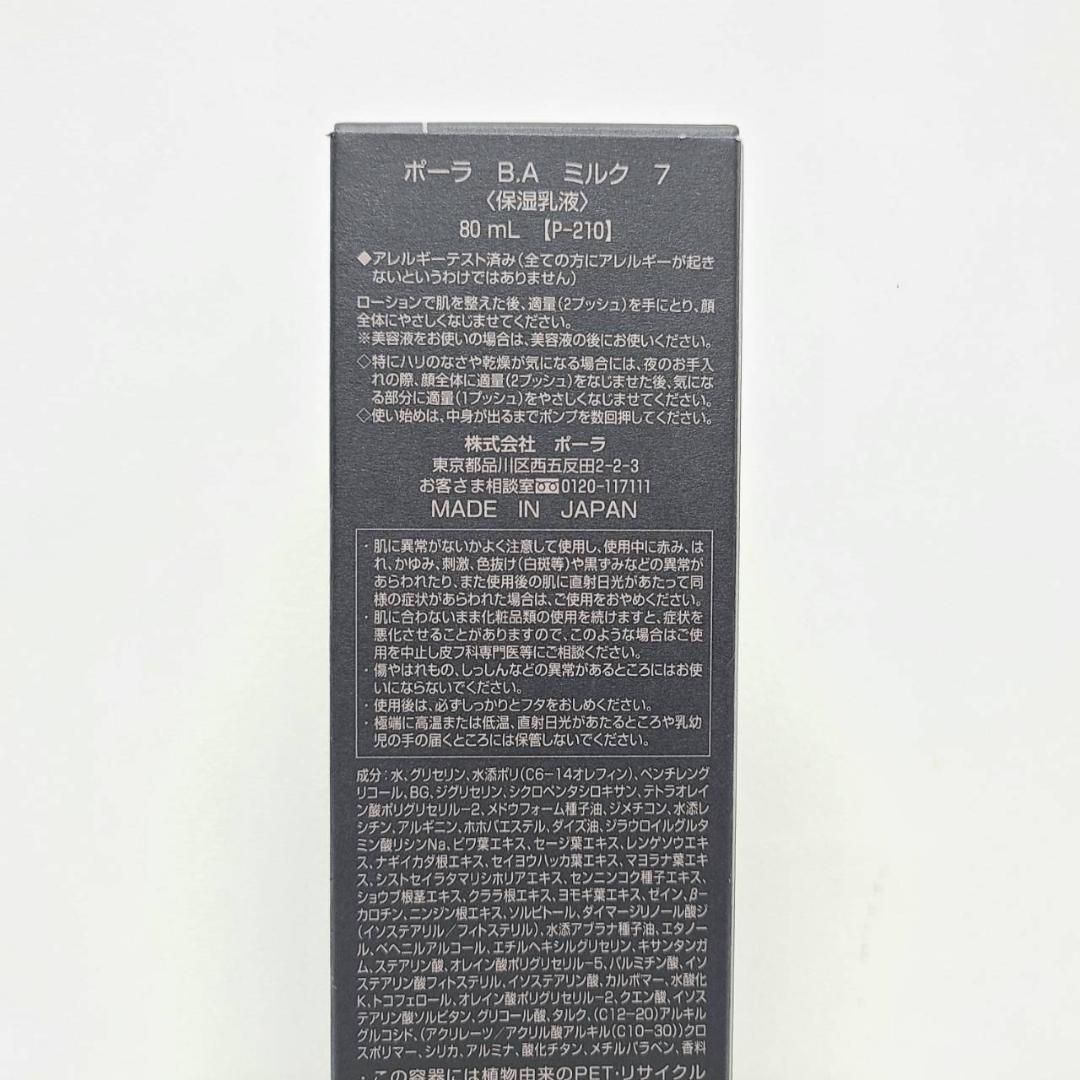 ポーラ B.A ミルク 7
〈保湿乳液〉
80 mL 【P-210】
◆アレルギーテスト済み(全ての方にアレルギーが起き
ないというわけではありません)
ローションで肌を整えた後、適量(2プッシュ)を手にとり、顔
全体にやさしくなじませてください。
※美容液をお使いの場合は、美容液の後にお使いください。
◇特にハリのなさや乾燥が気になる場合には、夜のお手入
れの際、顔全体に適量(2プッシュ)をなじませた後、気にな
る部分に適量(1プッシュ)をやさしくなじませてください。
◇使い始めは、中身が出るまでポンプを数回押してください。
株式会社 ポーラ
東京都品川区西五反田2-2-3
お客さま相談室 0120-117111
MADE IN JAPAN
・肌に異常がないかよく注意して使用し、使用中に赤み、は
れ、かゆみ、刺激、色抜け(白斑等)や黒ずみなどの異常が
あらわれたり、また使用後の肌に直射日光があたって同
様の症状があらわれた場合は、ご使用をおやめください。
・肌に合わないまま化粧品類の使用を続けますと、症状を
悪化させることがありますので、このような場合はご使
用を中止し皮フ科専門医等にご相談ください。
・傷やはれもの、しっしんなどの異常があるところにはお使
いにならないでください。
・使用後は、必ずしっかりとフタをおしめください。
・極端に高温または低温、直射日光があたるところや乳幼
児の手の届くところには保管しないでください。
成分:水、グリセリン、水添ポリ(C6-14オレフィン)、ペンチレング
リコール、BG、ジグリセリン、シクロペンタシロキサン、テトラオレイ
ン酸ポリグリセリル-2、メドウフォーム種子油、ジメチコン、水添レ
シチン、アルギニン、ホホバエステル、ダイズ油、ジラウロイルグルタ
ミン酸リシンNa、ビワ葉エキス、セージ葉エキス、レンゲソウエキ
ス、ナギイカダ根エキス、セイヨウハッカ葉エキス、マヨラナ葉エキ
ス、シストセイラタマリシホリアエキス、センニンコク種子エキス、
ショウブ根茎エキス、クララ根エキス、ヨモギ葉エキス、ゼイン、β-
カロチン、ニンジン根エキス、ソルビトール、ダイマージリノール酸ジ
(イソステアリル/フィトステリル)、水添アブラナ種子油、エタノー
ル、ベヘニルアルコール、エチルヘキシルグリセリン、キサンタンガ
ム、ステアリン酸、オレイン酸ポリグリセリル-5、パルミチン酸、イソ
ステアリン酸フィトステリル、イソステアリン酸、カルボマー、水酸化
K、トコフェロール、オレイン酸ポリグリセリル-2、クエン酸、イソス
テアリン酸ソルビタン、グリコール酸、タルク、(C12-20)アルキル
グルコシド、(アクリレーツ/アクリル酸アルキル(C10-30))クロ
スポリマー、シリカ、アルミナ、酸化チタン、メチルパラベン、香料
・この容器には植物由来のPET・リサイクル